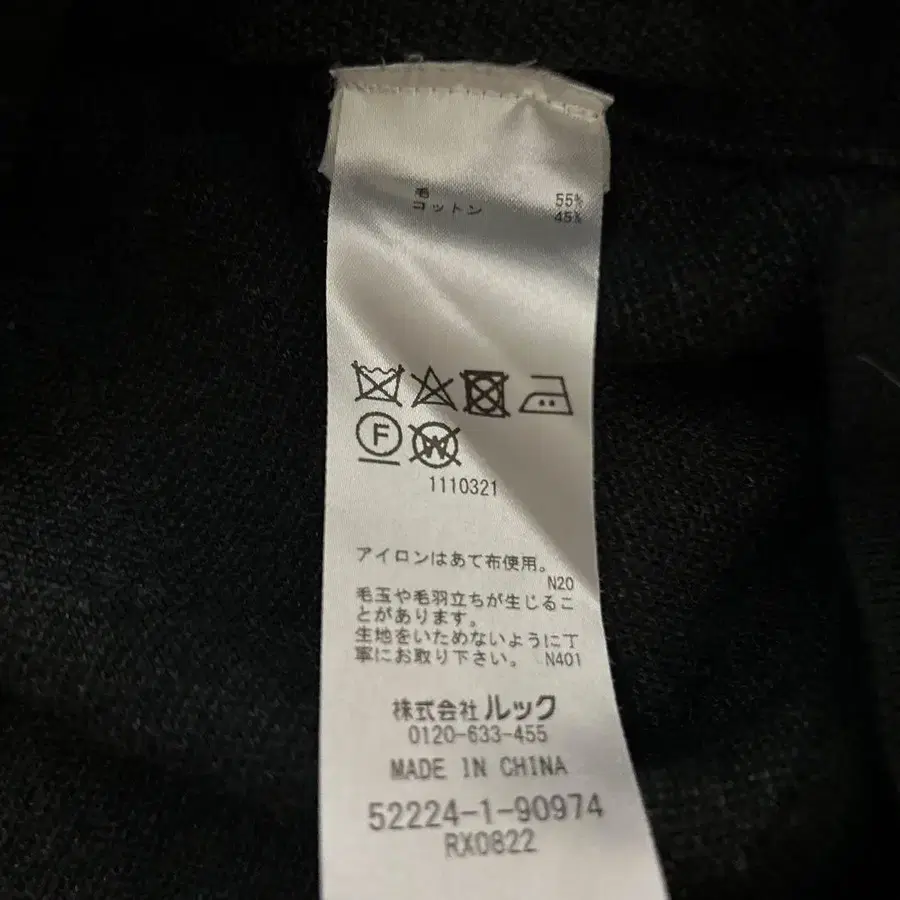 毛 55%
コットン 45%
F
W
1110321
アイロンはあて布使用。
N20
毛玉や毛羽立ちが生じるこ
とがあります。
生地をいためないように丁
寧にお取り下さい。 N401
株式会社 ルック
0120-633-455
MADE IN CHINA
52224-1-90974
RX0822